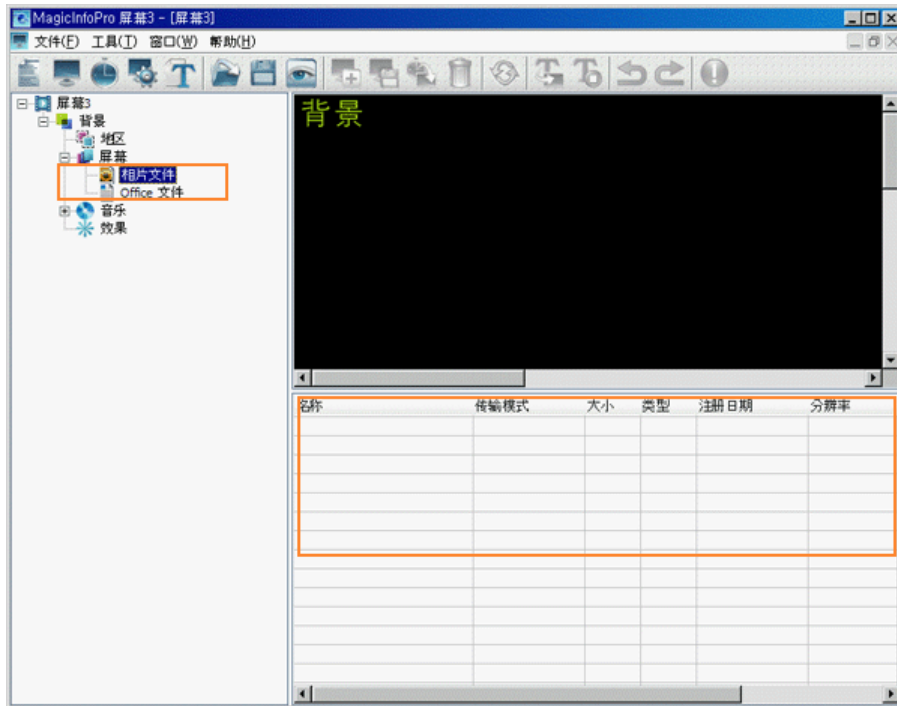 MagicInfoPro 屏幕3 - [屏幕3]
文件(F) 工具(T) 窗口(W) 帮助(H)
屏幕3
背景
地区
屏幕
相片文件
Office 文件
音乐
效果
背景
名称 传输模式 大小 类型 注册日期 分辨率